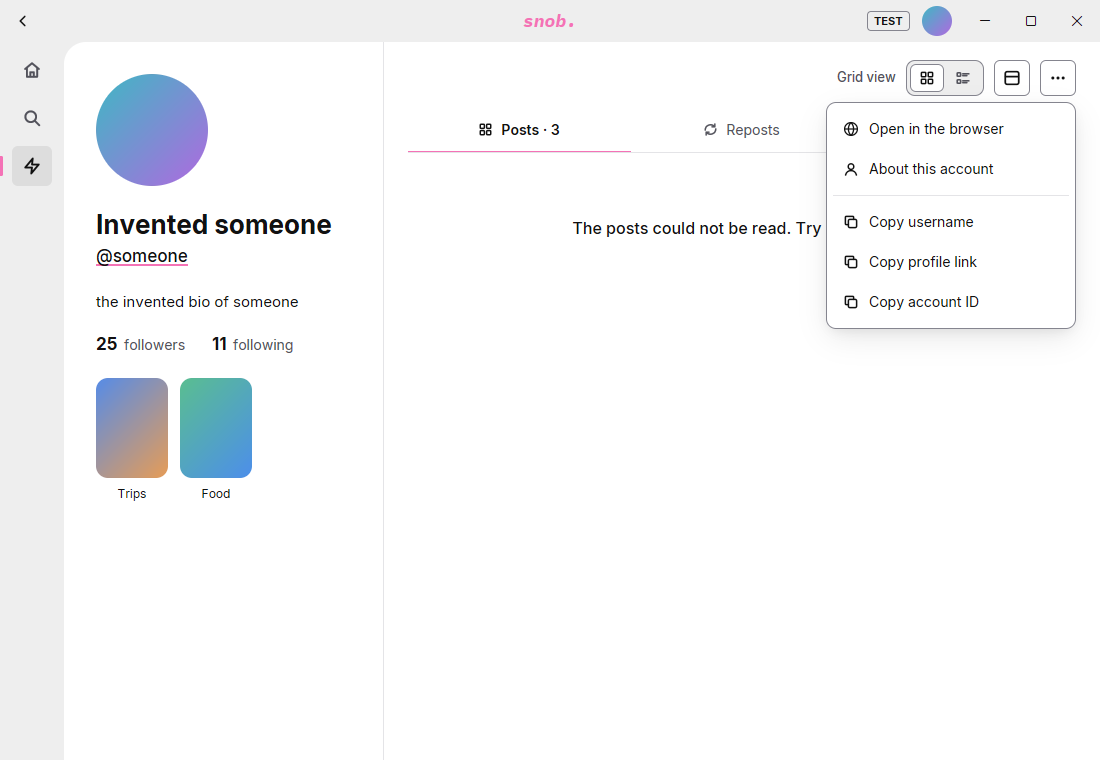 snob.
TEST
Grid view
Posts · 3
Reposts
Open in the browser
About this account
Copy username
Copy profile link
Copy account ID
The posts could not be read. Try
Invented someone
@someone
the invented bio of someone
25 followers 11 following
Trips
Food